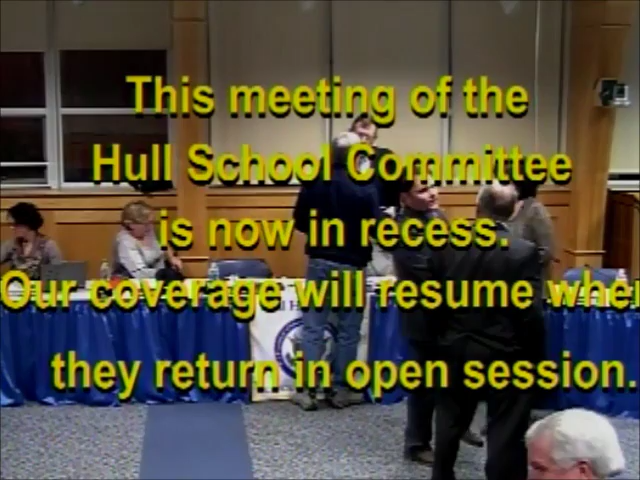 This meeting of the
Hull School Committee
is now in recess.
Our coverage will resume when
they return in open session.